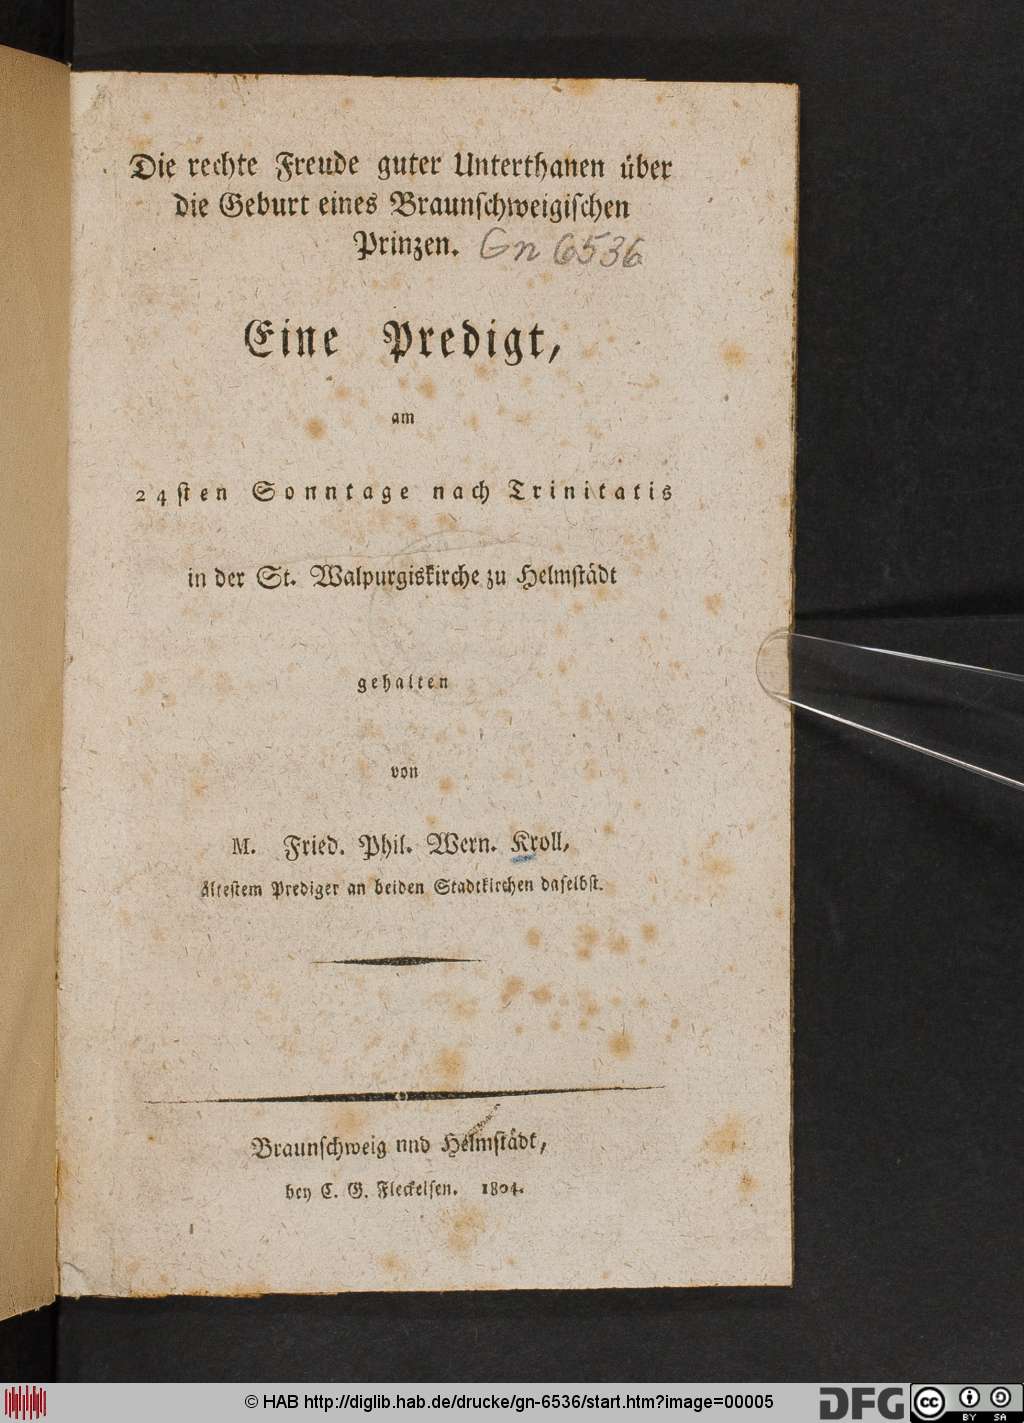 Die rechte Freude guter Unterthanen über
die Geburt eines Braunschweigischen
Prinzen. Gn 6536
Eine Predigt,
am
24sten Sonntage nach Trinitatis
in der St. Walpurgiskirche zu Helmstädt
gehalten
von
M. Fried. Phil. Wern. Kroll,
ältestem Prediger an beiden Stadtkirchen daselbst.
Braunschweig und Helmstädt,
bey C. G. Fleckeisen. 1804.
© HAB http://diglib.hab.de/drucke/gn-6536/start.htm?image=00005
DFG cc BY SA